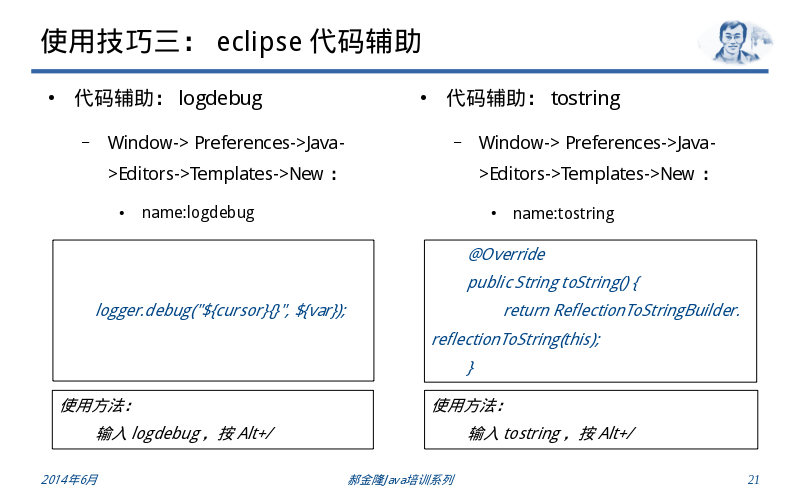 使用技巧三： eclipse 代码辅助
• 代码辅助： logdebug
– Window-> Preferences->Java-
>Editors->Templates->New ：
• name:logdebug
logger.debug("${cursor}{}", ${var});
使用方法：
输入 logdebug ，按 Alt+/
• 代码辅助： tostring
– Window-> Preferences->Java-
>Editors->Templates->New ：
• name:tostring
@Override
public String toString() {
return ReflectionToStringBuilder.
reflectionToString(this);
}
使用方法：
输入 tostring ，按 Alt+/
2014年6月
郝金隆Java培训系列
21